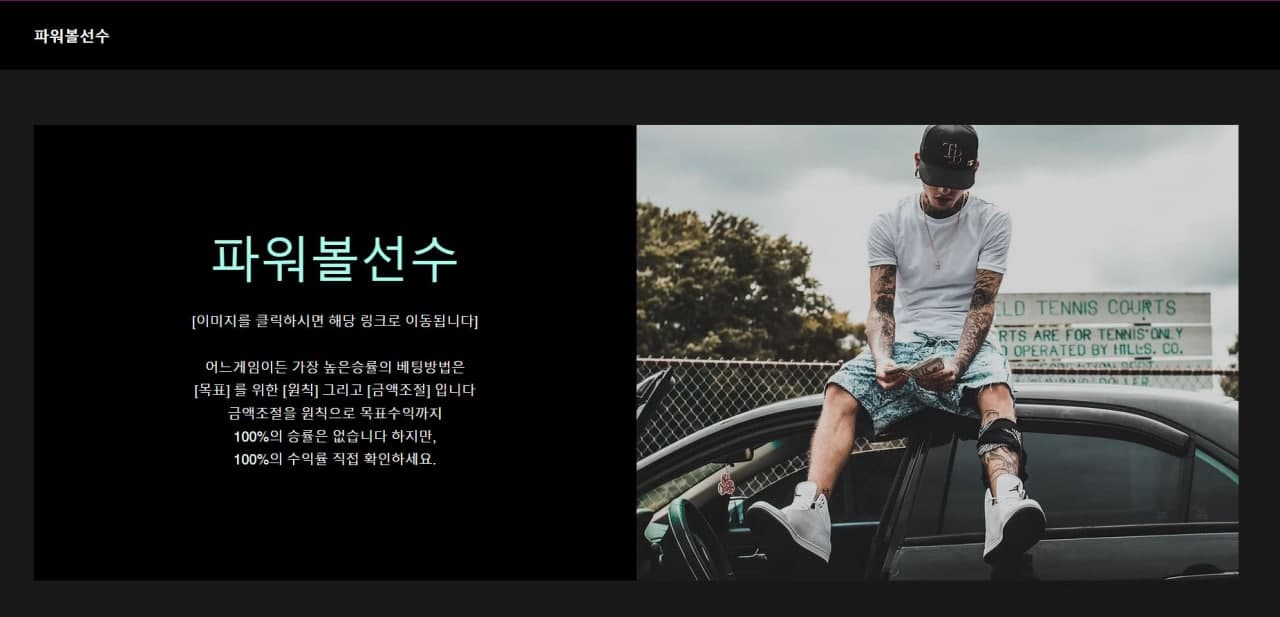 파워볼선수
파워볼선수
[이미지를 클릭하시면 해당 링크로 이동됩니다]
어느게임이든 가장 높은승률의 베팅방법은
[목표] 를 위한 [원칙] 그리고 [금액조절] 입니다
금액조절을 원칙으로 목표수익까지
100%의 승률은 없습니다 하지만,
100%의 수익률 직접 확인하세요.
TB
ELD TENNIS COURTS
RTS ARE FOR TENNIS ONLY
D OPERATED BY HILLS. CO.